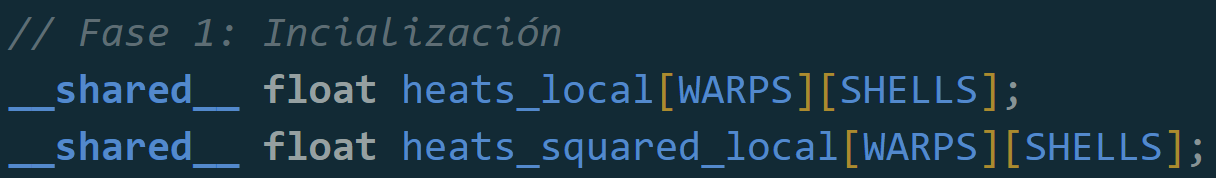 // Fase 1: Incialización
__shared__ float heats_local[WARPS][SHELLS];
__shared__ float heats_squared_local[WARPS][SHELLS];